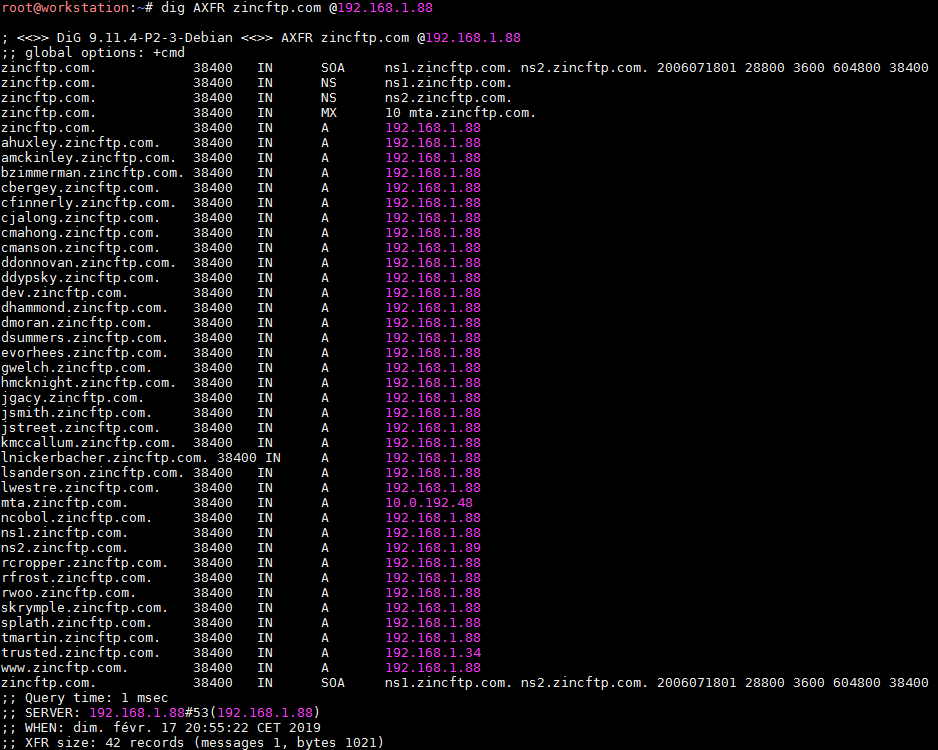 root@workstation:~# dig AXFR zincftp.com @192.168.1.88
; <<>> DiG 9.11.4-P2-3-Debian <<>> AXFR zincftp.com @192.168.1.88
;; global options: +cmd
zincftp.com. 38400 IN SOA ns1.zincftp.com. ns2.zincftp.com. 2006071801 28800 3600 604800 38400
zincftp.com. 38400 IN NS ns1.zincftp.com.
zincftp.com. 38400 IN NS ns2.zincftp.com.
zincftp.com. 38400 IN MX 10 mta.zincftp.com.
zincftp.com. 38400 IN A 192.168.1.88
ahuxley.zincftp.com. 38400 IN A 192.168.1.88
amckinley.zincftp.com. 38400 IN A 192.168.1.88
bzimmerman.zincftp.com. 38400 IN A 192.168.1.88
cbergey.zincftp.com. 38400 IN A 192.168.1.88
cfinnerly.zincftp.com. 38400 IN A 192.168.1.88
cjalong.zincftp.com. 38400 IN A 192.168.1.88
cmahong.zincftp.com. 38400 IN A 192.168.1.88
cmanson.zincftp.com. 38400 IN A 192.168.1.88
ddonnovan.zincftp.com. 38400 IN A 192.168.1.88
ddypsky.zincftp.com. 38400 IN A 192.168.1.88
dev.zincftp.com. 38400 IN A 192.168.1.88
dhammond.zincftp.com. 38400 IN A 192.168.1.88
dmoran.zincftp.com. 38400 IN A 192.168.1.88
dsummers.zincftp.com. 38400 IN A 192.168.1.88
evorhees.zincftp.com. 38400 IN A 192.168.1.88
gwelch.zincftp.com. 38400 IN A 192.168.1.88
hmcknight.zincftp.com. 38400 IN A 192.168.1.88
jgacy.zincftp.com. 38400 IN A 192.168.1.88
jsmith.zincftp.com. 38400 IN A 192.168.1.88
jstreet.zincftp.com. 38400 IN A 192.168.1.88
kmccallum.zincftp.com. 38400 IN A 192.168.1.88
lnickerbacher.zincftp.com. 38400 IN A 192.168.1.88
lsanderson.zincftp.com. 38400 IN A 192.168.1.88
lwestre.zincftp.com. 38400 IN A 192.168.1.88
mta.zincftp.com. 38400 IN A 10.0.192.48
ncobol.zincftp.com. 38400 IN A 192.168.1.88
ns1.zincftp.com. 38400 IN A 192.168.1.88
ns2.zincftp.com. 38400 IN A 192.168.1.89
rcropper.zincftp.com. 38400 IN A 192.168.1.88
rfrost.zincftp.com. 38400 IN A 192.168.1.88
rwoo.zincftp.com. 38400 IN A 192.168.1.88
skrymple.zincftp.com. 38400 IN A 192.168.1.88
splath.zincftp.com. 38400 IN A 192.168.1.88
tmartin.zincftp.com. 38400 IN A 192.168.1.88
trusted.zincftp.com. 38400 IN A 192.168.1.34
www.zincftp.com. 38400 IN A 192.168.1.88
zincftp.com. 38400 IN SOA ns1.zincftp.com. ns2.zincftp.com. 2006071801 28800 3600 604800 38400
;; Query time: 1 msec
;; SERVER: 192.168.1.88#53(192.168.1.88)
;; WHEN: dim. févr. 17 20:55:22 CET 2019
;; XFR size: 42 records (messages 1, bytes 1021)